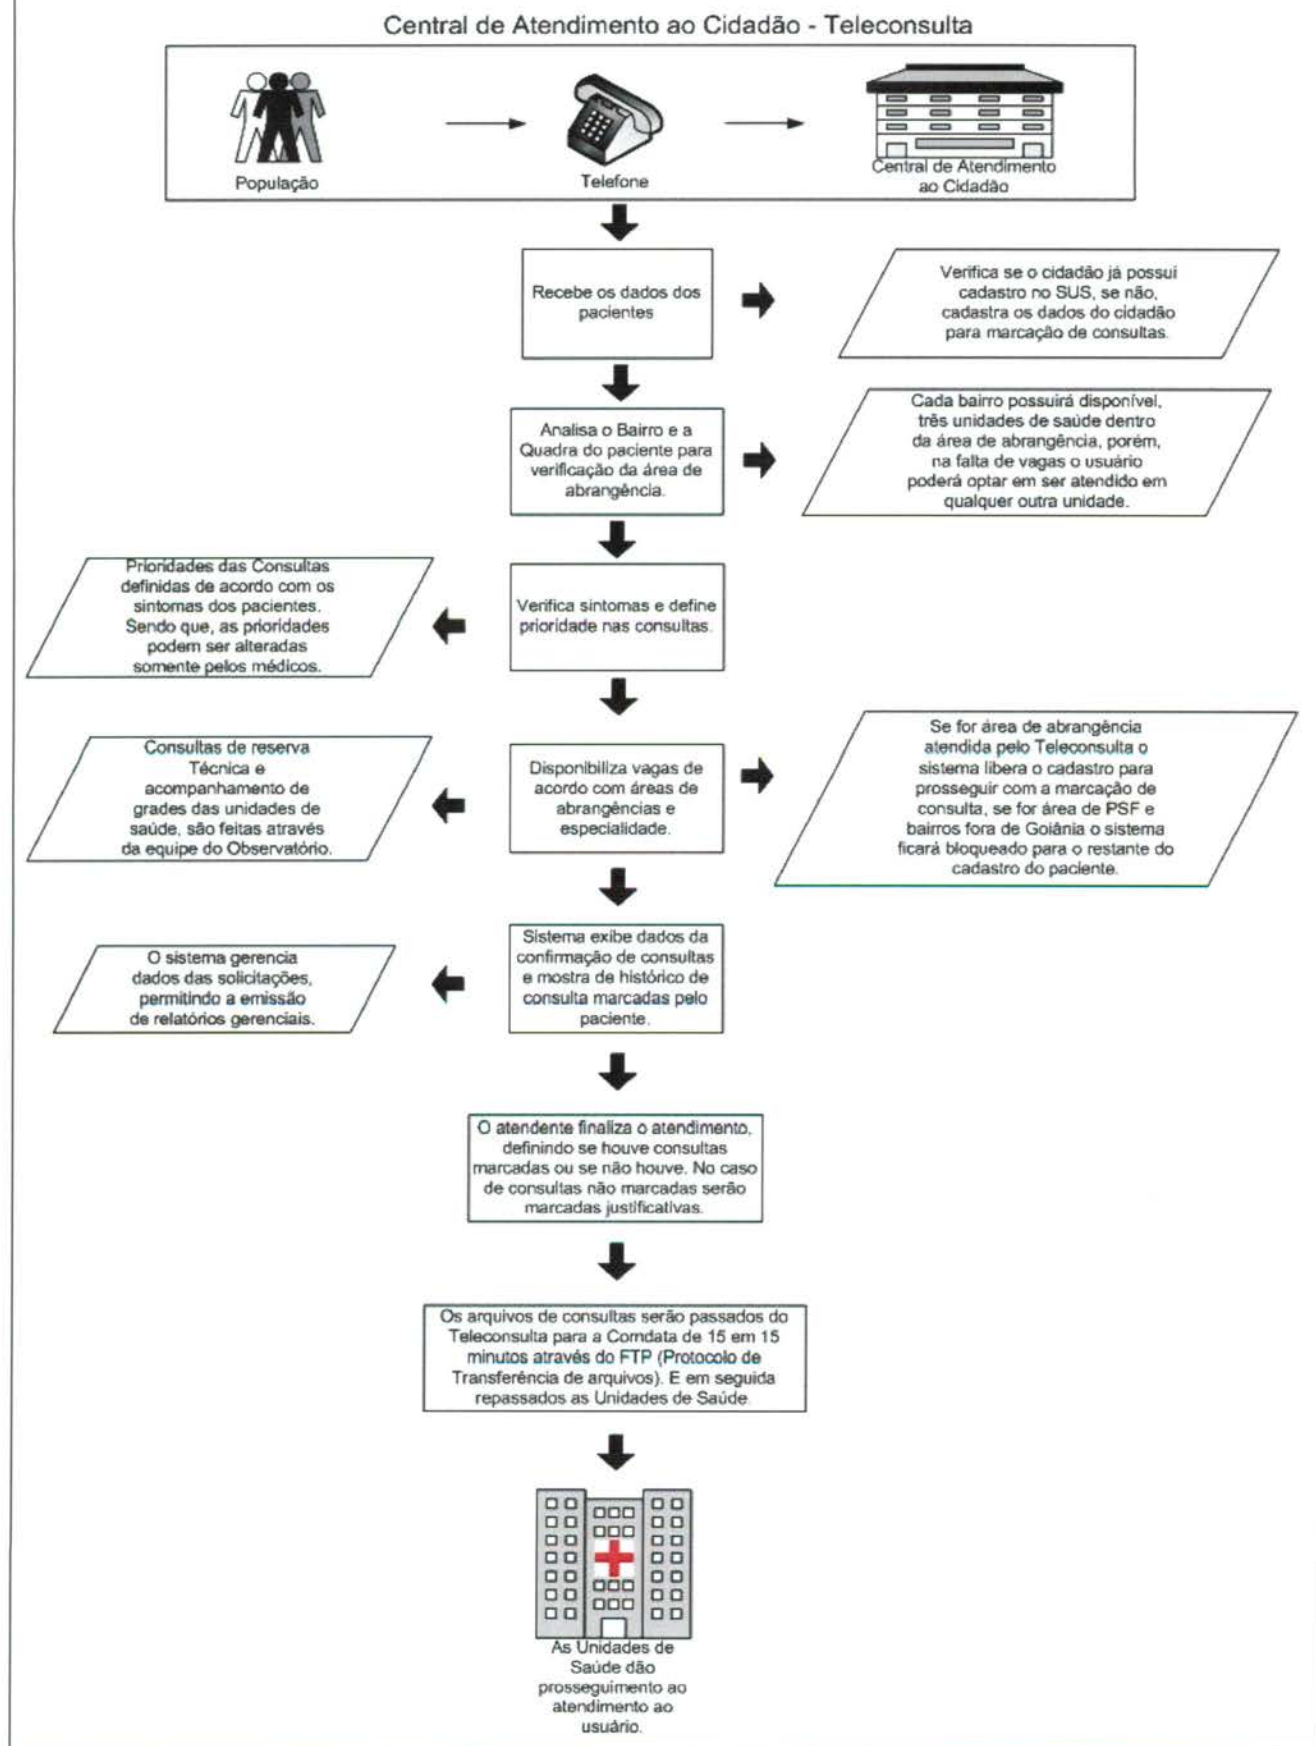 Central de Atendimento ao Cidadão - Teleconsulta
População
Telefone
Central de Atendimento
ao Cidadão
Recebe os dados dos
pacientes
Verifica se o cidadão já possui
cadastro no SUS, se não,
cadastra os dados do cidadão
para marcação de consultas.
Analisa o Bairro e a
Quadra do paciente para
verificação da área de
abrangência.
Cada bairro possuirá disponível,
três unidades de saúde dentro
da área de abrangência, porém,
na falta de vagas o usuário
poderá optar em ser atendido em
qualquer outra unidade.
Prioridades das Consultas
definidas de acordo com os
sintomas dos pacientes.
Sendo que, as prioridades
podem ser alteradas
somente pelos médicos.
Verifica sintomas e define
prioridade nas consultas.
Consultas de reserva
Técnica e
acompanhamento de
grades das unidades de
saúde, são feitas através
da equipe do Observatório.
Disponibiliza vagas de
acordo com áreas de
abrangências e
especialidade.
Se for área de abrangência
atendida pelo Teleconsulta o
sistema libera o cadastro para
prosseguir com a marcação de
consulta, se for área de PSF e
bairros fora de Goiânia o sistema
ficará bloqueado para o restante do
cadastro do paciente.
O sistema gerencia
dados das solicitações,
permitindo a emissão
de relatórios gerenciais.
Sistema exibe dados da
confirmação de consultas
e mostra de histórico de
consulta marcadas pelo
paciente.
O atendente finaliza o atendimento,
definindo se houve consultas
marcadas ou se não houve. No caso
de consultas não marcadas serão
marcadas justificativas.
Os arquivos de consultas serão passados do
Teleconsulta para a Comdata de 15 em 15
minutos através do FTP (Protocolo de
Transferência de arquivos). E em seguida
repassados as Unidades de Saúde.
As Unidades de
Saúde dão
prosseguimento ao
atendimento ao
usuário.